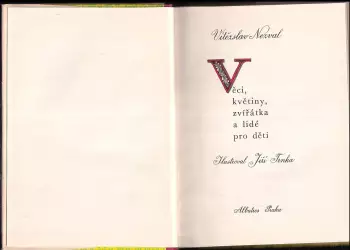 Vítězslav Nezval
Věci,
květiny,
zvířátka
a lidé
pro děti
Ilustroval Jiří Trnka
Albatros Praha